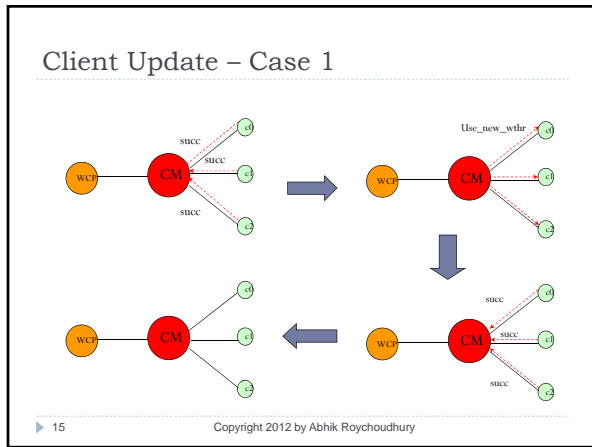 Client Update – Case 1
succ
succ
succ
WCP
CM
c0
c1
c2
Use_new_wthr
WCP
CM
c0
c1
c2
WCP
CM
c0
c1
c2
succ
succ
succ
WCP
CM
c0
c1
c2
15
Copyright 2012 by Abhik Roychoudhury